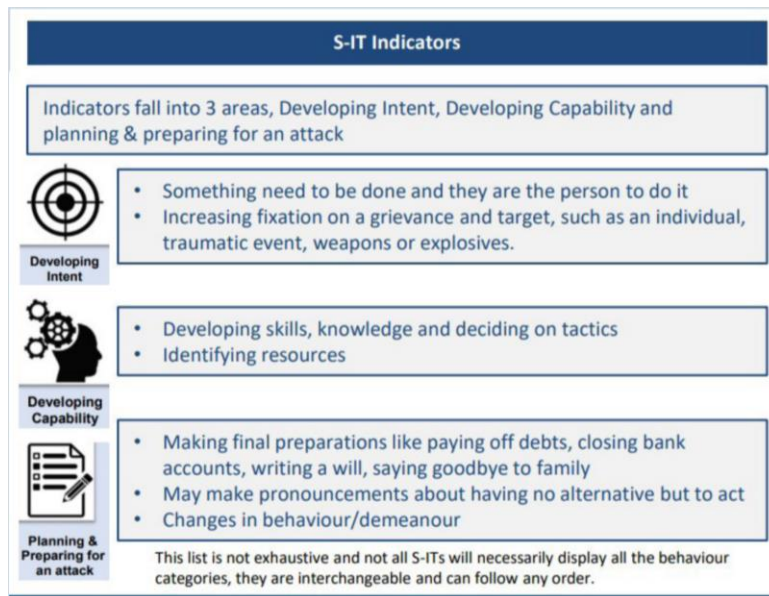 S-IT Indicators
Indicators fall into 3 areas, Developing Intent, Developing Capability and
planning & preparing for an attack
• Something need to be done and they are the person to do it
• Increasing fixation on a grievance and target, such as an individual,
traumatic event, weapons or explosives.
Developing
Intent
• Developing skills, knowledge and deciding on tactics
• Identifying resources
Developing
Capability
• Making final preparations like paying off debts, closing bank
accounts, writing a will, saying goodbye to family
• May make pronouncements about having no alternative but to act
• Changes in behaviour/demeanour
Planning &
Preparing for
an attack
This list is not exhaustive and not all S-ITs will necessarily display all the behaviour
categories, they are interchangeable and can follow any order.